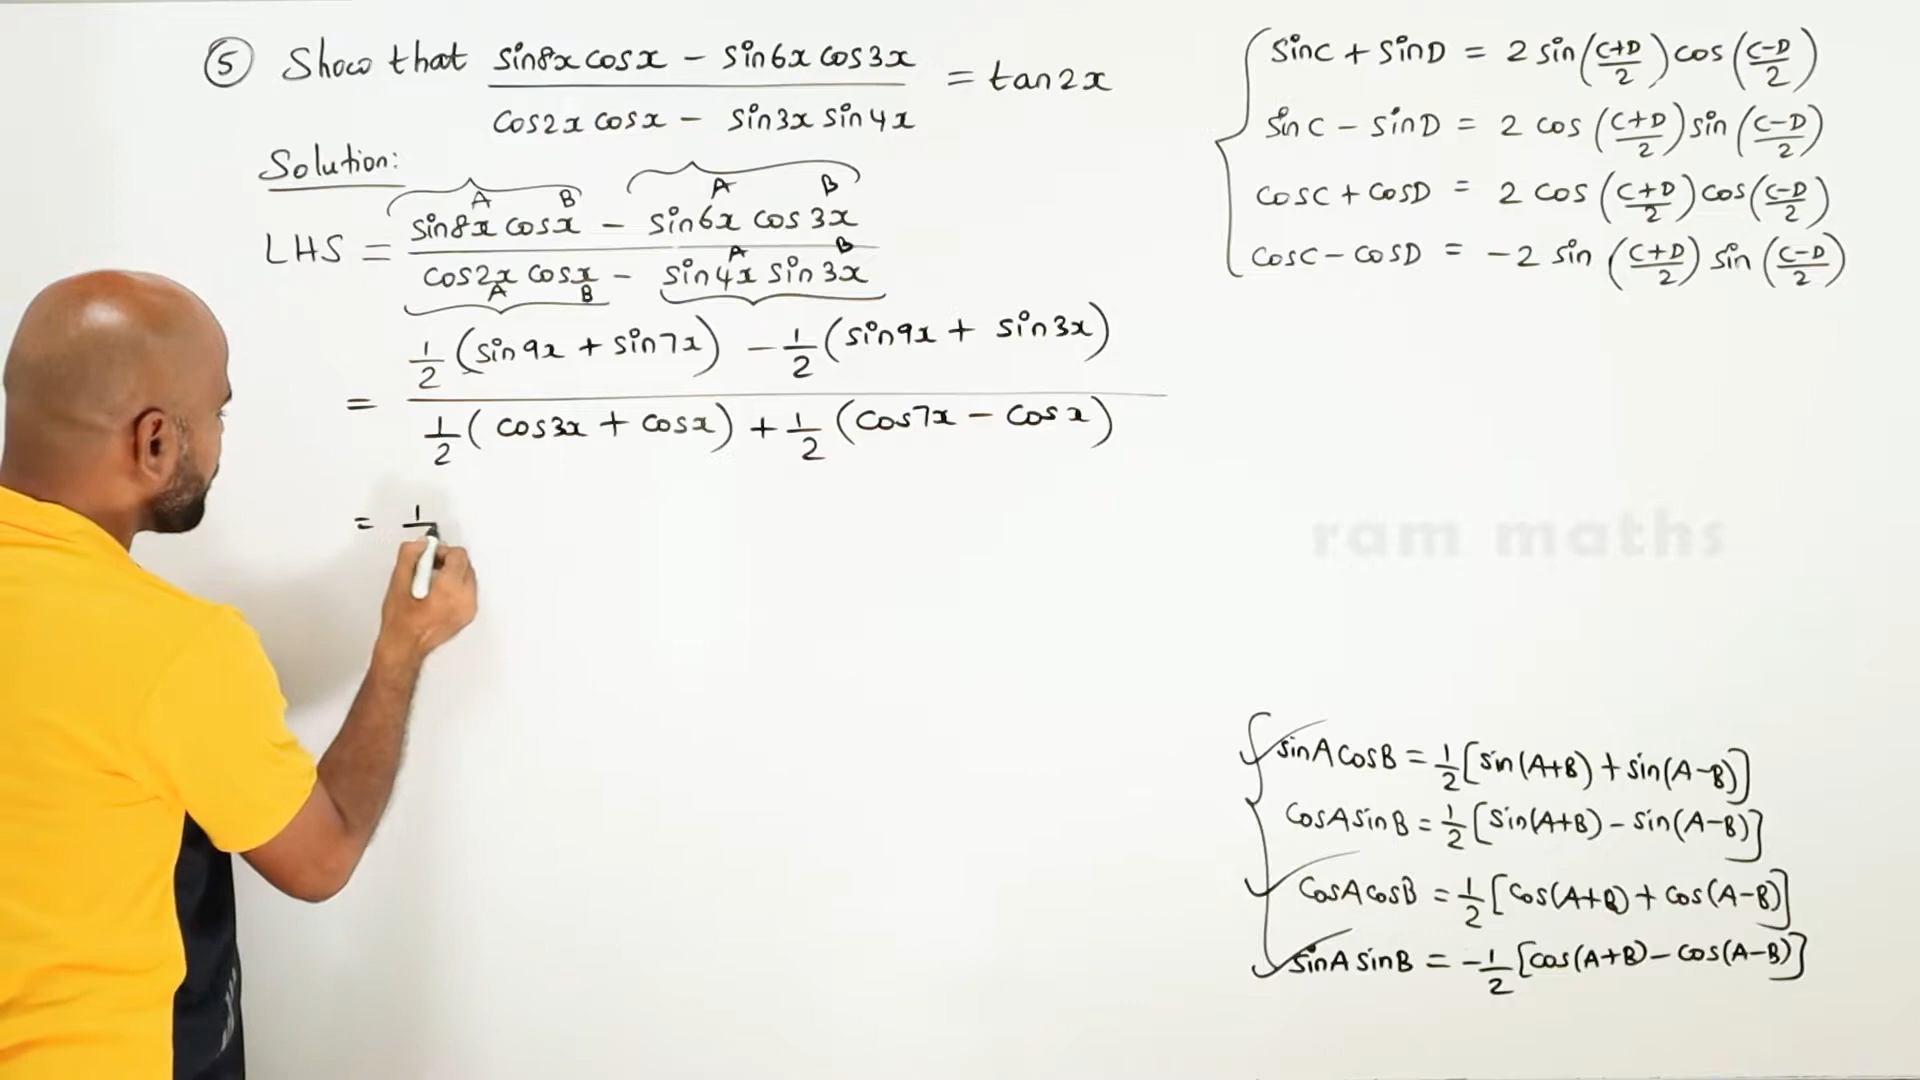 ⑤ Show that (sin8x cosx − sin6x cos3x) / (cos2x cosx − sin3x sin4x) = tan2x
Solution:
A B A B
LHS = (sin8x cosx − sin6x cos3x) / (cos2x cosx − sin4x sin3x)
A B A B
= (1/2 (sin9x + sin7x) − 1/2 (sin9x + sin3x)) / (1/2 (cos3x + cosx) + 1/2 (cos7x − cosx))
= 1
sinC + sinD = 2 sin((C+D)/2) cos((C−D)/2)
sinC − sinD = 2 cos((C+D)/2) sin((C−D)/2)
cosC + cosD = 2 cos((C+D)/2) cos((C−D)/2)
cosC − cosD = −2 sin((C+D)/2) sin((C−D)/2)
ram maths
sinA cosB = 1/2 [sin(A+B) + sin(A−B)]
cosA sinB = 1/2 [sin(A+B) − sin(A−B)]
cosA cosB = 1/2 [cos(A+B) + cos(A−B)]
sinA sinB = −1/2 [cos(A+B) − cos(A−B)]